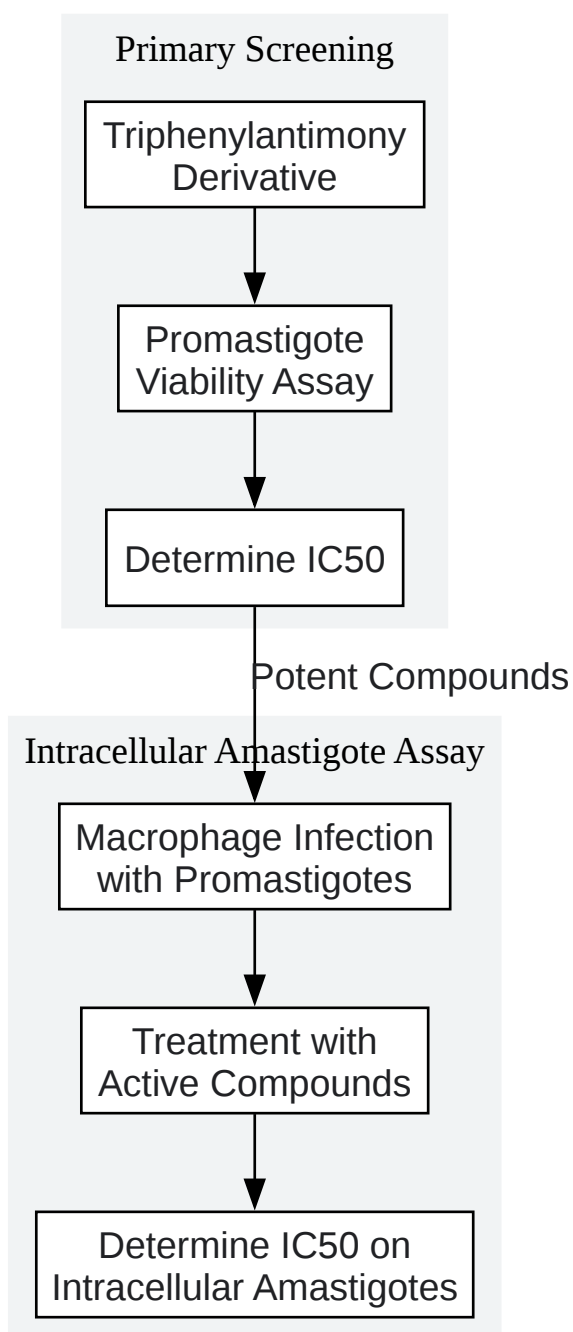 Primary Screening
Triphenylantimony
Derivative
Promastigote
Viability Assay
Determine IC50
Potent Compounds
Intracellular Amastigote Assay
Macrophage Infection
with Promastigotes
Treatment with
Active Compounds
Determine IC50 on
Intracellular Amastigotes